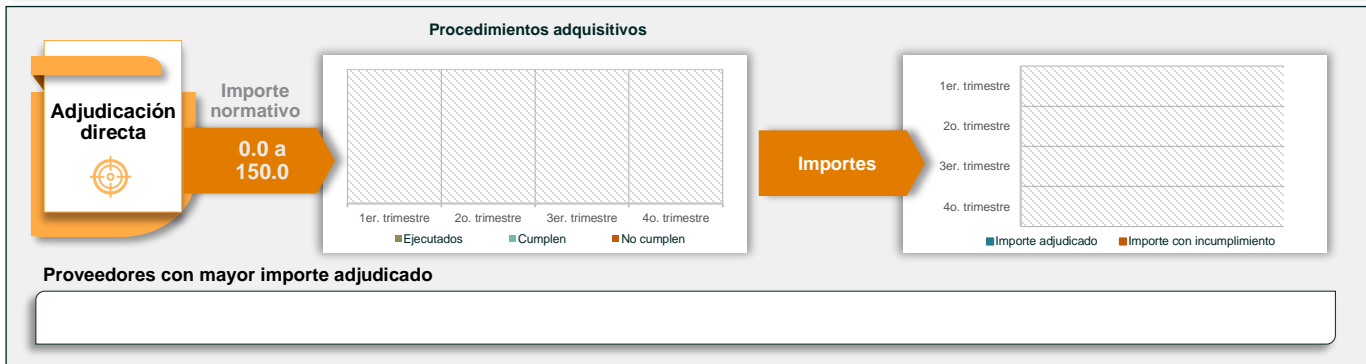 Adjudicación
directa
Importe
normativo
0.0 a
150.0
Procedimientos adquisitivos
1er. trimestre 2o. trimestre 3er. trimestre 4o. trimestre
Ejecutados Cumplen No cumplen
Importes
1er. trimestre
2o. trimestre
3er. trimestre
4o. trimestre
Importe adjudicado Importe con incumplimiento
Proveedores con mayor importe adjudicado